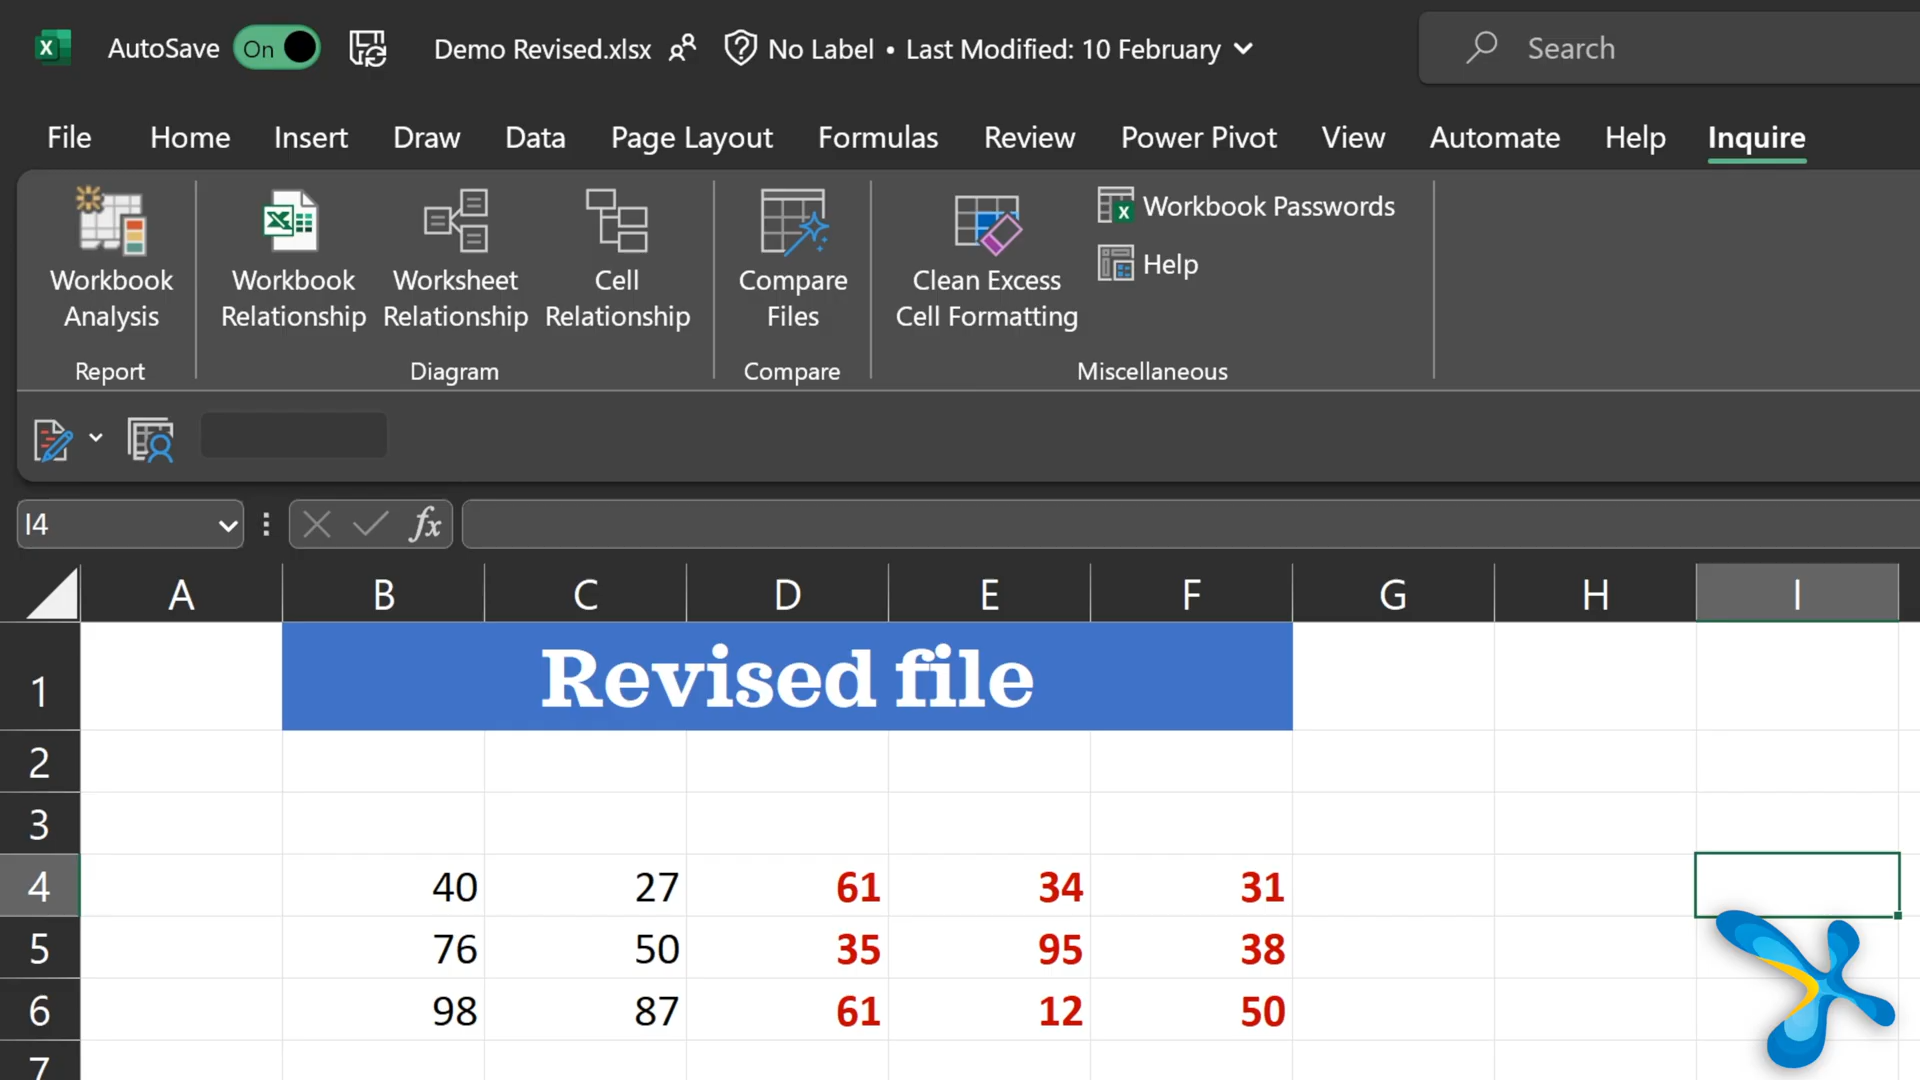 AutoSave On Demo Revised.xlsx No Label • Last Modified: 10 February Search
File Home Insert Draw Data Page Layout Formulas Review Power Pivot View Automate Help Inquire
Workbook Analysis
Workbook Relationship
Worksheet Relationship
Cell Relationship
Compare Files
Clean Excess Cell Formatting
Workbook Passwords
Help
Report Diagram Compare Miscellaneous
I4 fx
A B C D E F G H I
1 Revised file
2
3
4 40 27 61 34 31
5 76 50 35 95 38
6 98 87 61 12 50
7